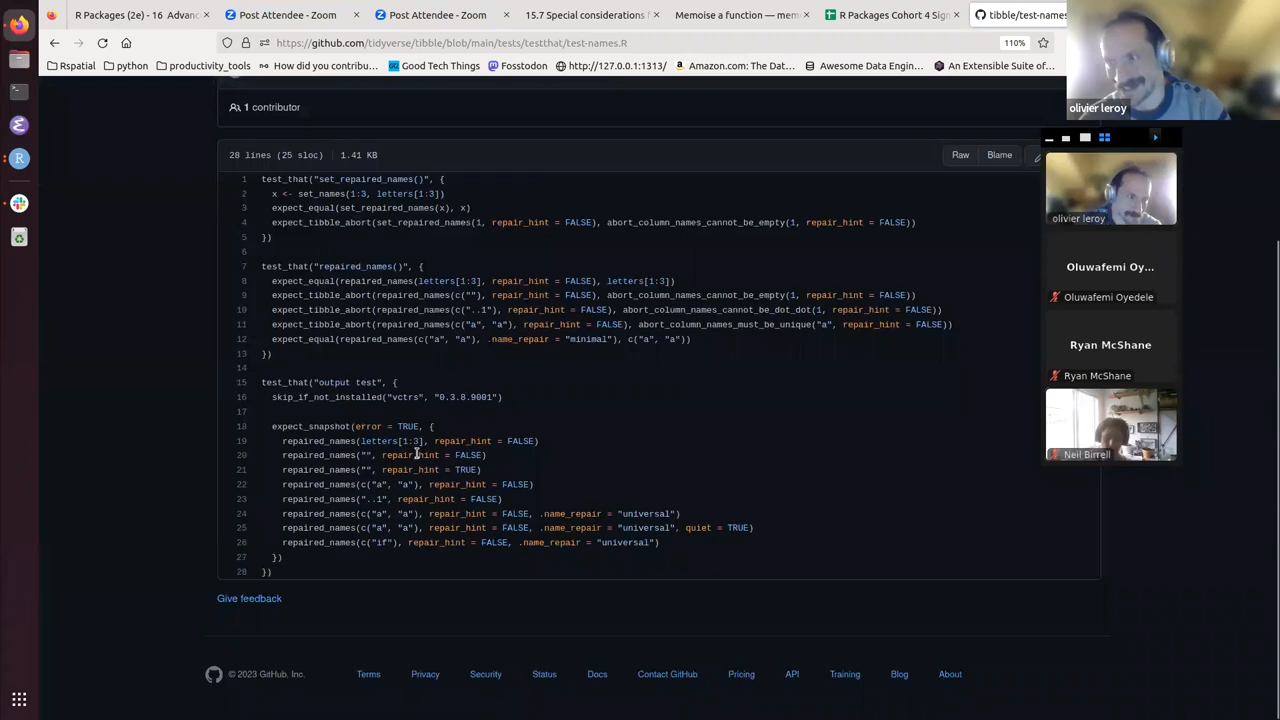 R Packages (2e) - 16 Advanc
Post Attendee - Zoom
Post Attendee - Zoom
15.7 Special considerations f
Memoise a function — mem
R Packages Cohort 4 Sign
tibble/test-names
https://github.com/tidyverse/tibble/blob/main/tests/testthat/test-names.R
110%
Rspatial
python
productivity_tools
How did you contribu…
Good Things
Fosstodon
http://127.0.0.1:1313/
Amazon.com: The Dat…
Awesome Data Engin…
An Extensible Suite of…
olivier leroy
1 contributor
28 lines (25 sloc) 1.41 KB
Raw
Blame
1 test_that("set_repaired_names()", {
2 x <- set_names(1:3, letters[1:3])
3 expect_equal(set_repaired_names(x), x)
4 expect_tibble_abort(set_repaired_names(1, repair_hint = FALSE), abort_column_names_cannot_be_empty(1, repair_hint = FALSE))
5 })
6
7 test_that("repaired_names()", {
8 expect_equal(repaired_names(letters[1:3], repair_hint = FALSE), letters[1:3])
9 expect_tibble_abort(repaired_names(c(""), repair_hint = FALSE), abort_column_names_cannot_be_empty(1, repair_hint = FALSE))
10 expect_tibble_abort(repaired_names(c("..1"), repair_hint = FALSE), abort_column_names_cannot_be_dot_dot(1, repair_hint = FALSE))
11 expect_tibble_abort(repaired_names(c("a", "a"), repair_hint = FALSE), abort_column_names_must_be_unique("a", repair_hint = FALSE))
12 expect_equal(repaired_names(c("a", "a"), .name_repair = "minimal"), c("a", "a"))
13 })
14
15 test_that("output test", {
16 skip_if_not_installed("vctrs", "0.3.8.9001")
17
18 expect_snapshot(error = TRUE, {
19 repaired_names(letters[1:3], repair_hint = FALSE)
20 repaired_names("", repair_hint = FALSE)
21 repaired_names("", repair_hint = TRUE)
22 repaired_names(c("a", "a"), repair_hint = FALSE)
23 repaired_names("..1", repair_hint = FALSE)
24 repaired_names(c("a", "a"), repair_hint = FALSE, .name_repair = "universal")
25 repaired_names(c("a", "a"), repair_hint = FALSE, .name_repair = "universal", quiet = TRUE)
26 repaired_names(c("if"), repair_hint = FALSE, .name_repair = "universal")
27 })
28 })
olivier leroy
Oluwafemi Oy...
Oluwafemi Oyedele
Ryan McShane
Ryan McShane
Neil Birrell
Give feedback
© 2023 GitHub, Inc.
Terms
Privacy
Security
Status
Docs
Contact GitHub
Pricing
API
Training
Blog
About